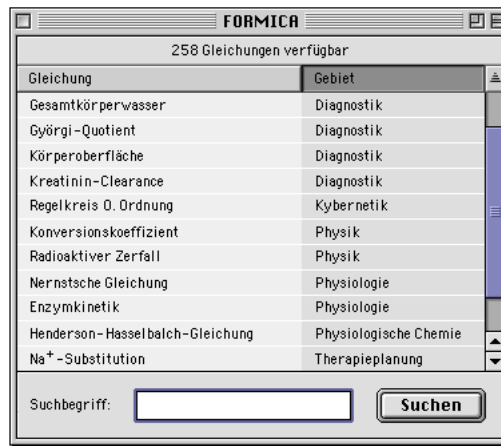 FORMICA
258 Gleichungen verfügbar
Gleichung Gebiet
Gesamtkörperwasser Diagnostik
Györgi-Quotient Diagnostik
Körperoberfläche Diagnostik
Kreatinin-Clearance Diagnostik
Regelkreis 0. Ordnung Kybernetik
Konversionskoeffizient Physik
Radioaktiver Zerfall Physik
Nernstsche Gleichung Physiologie
Enzymkinetik Physiologie
Henderson-Hasselbalch-Gleichung Physiologische Chemie
Na⁺-Substitution Therapieplanung
Suchbegriff: Suchen